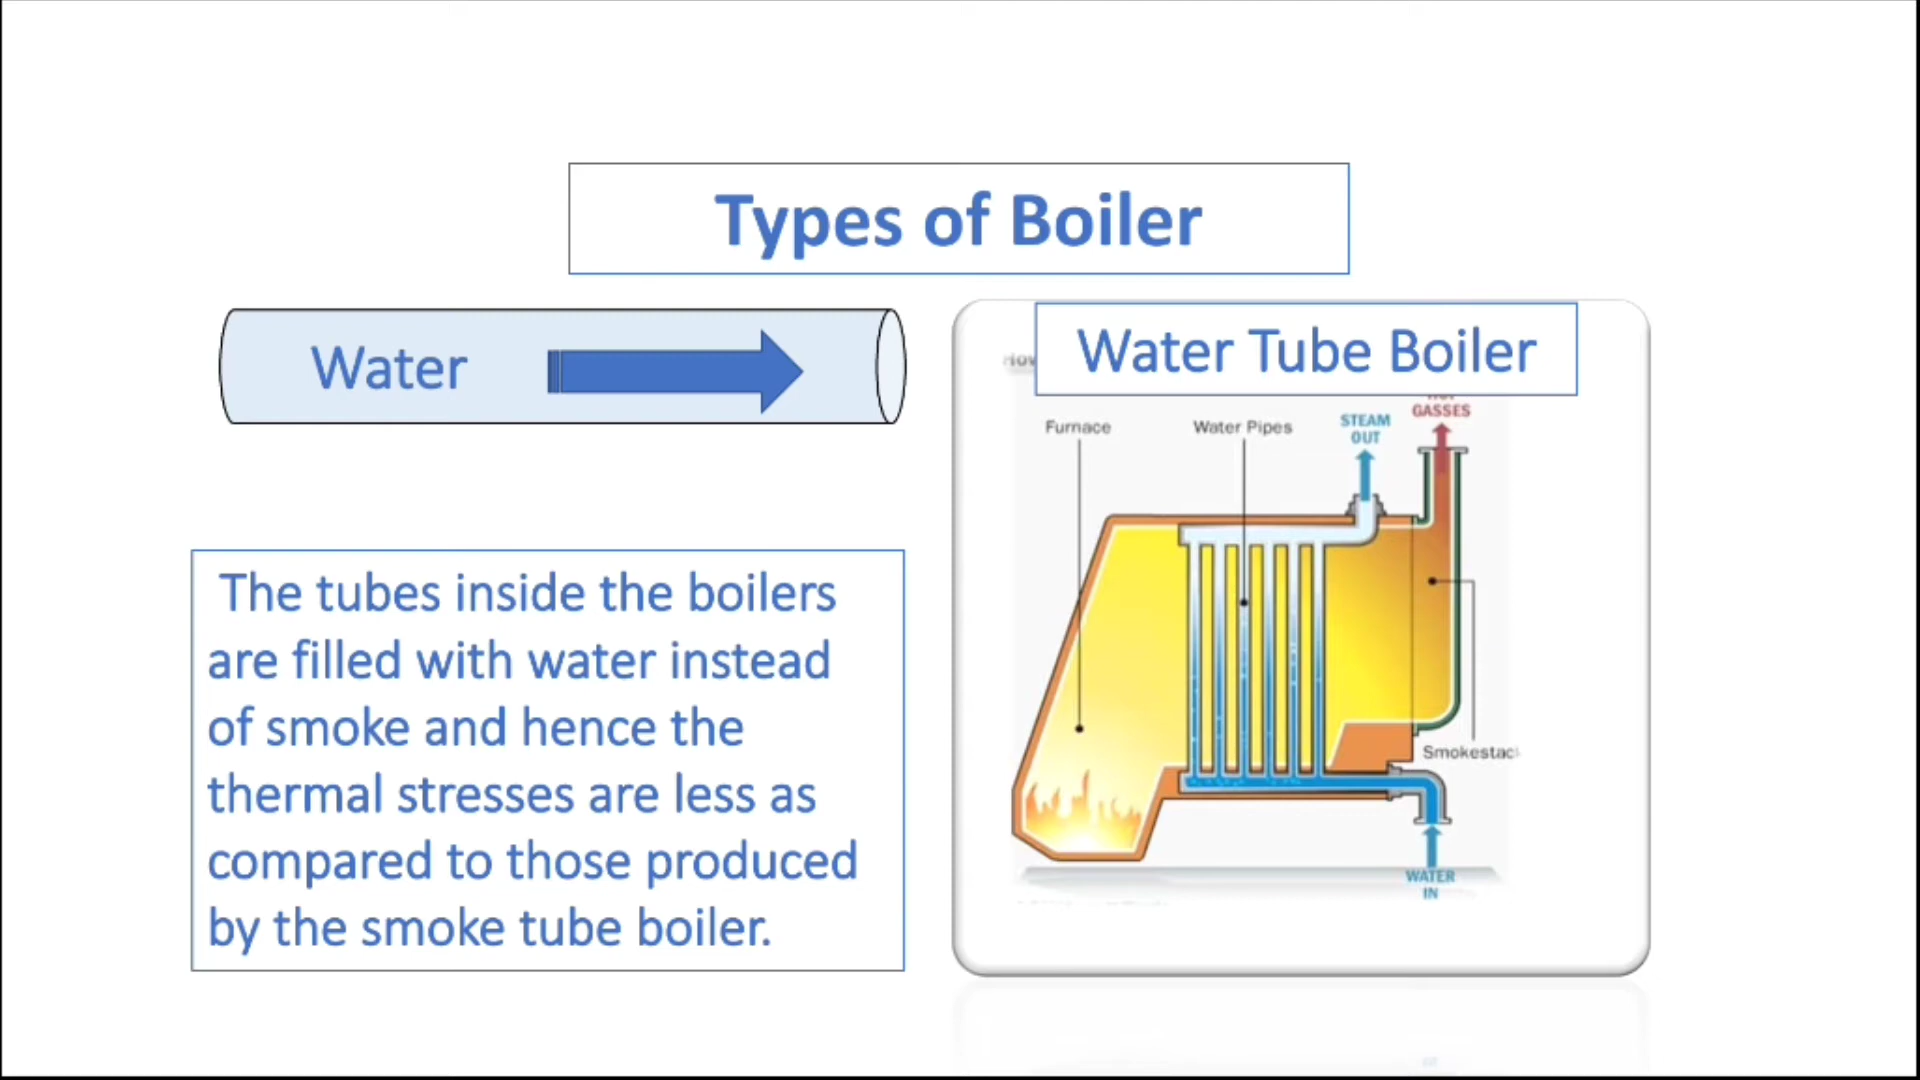 Types of Boiler
Water
Water Tube Boiler
Furnace
Water Pipes
STEAM
OUT
GASSES
Smokestac
WATER
IN
The tubes inside the boilers
are filled with water instead
of smoke and hence the
thermal stresses are less as
compared to those produced
by the smoke tube boiler.